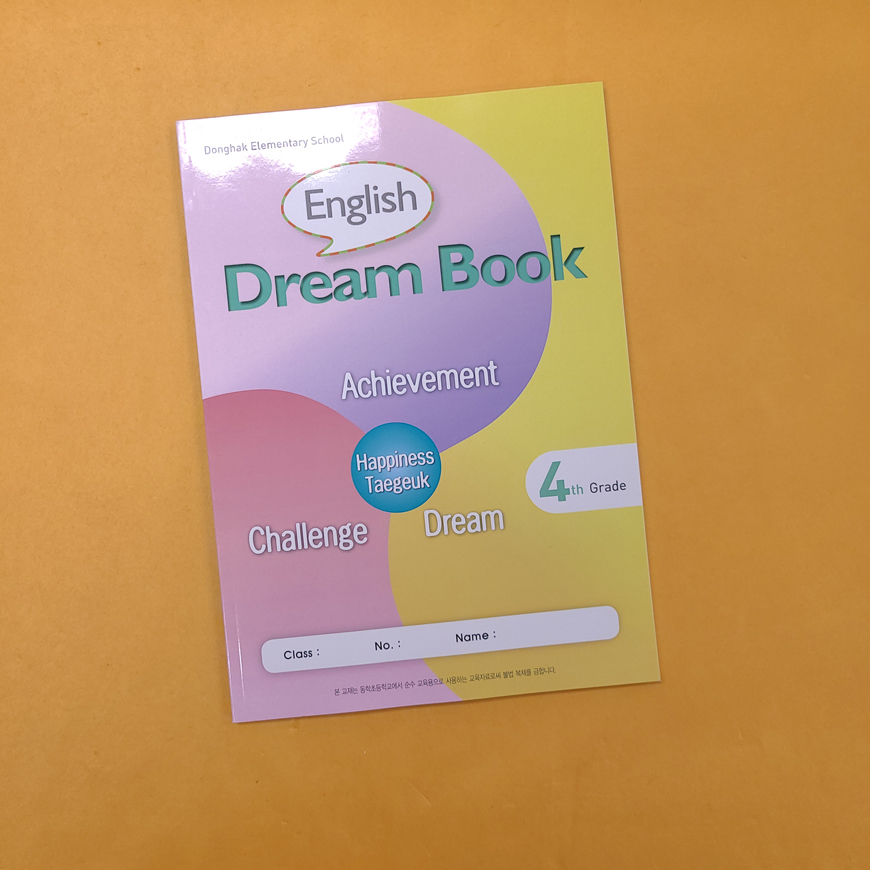 Donghak Elementary School
English
Dream Book
Achievement
Happiness
Taegeuk
Challenge
Dream
4th Grade
Class : No. : Name :
본 교재는 동학초등학교에서 순수 교육용으로 사용하는 교육자료로써 불법 복제를 금합니다.